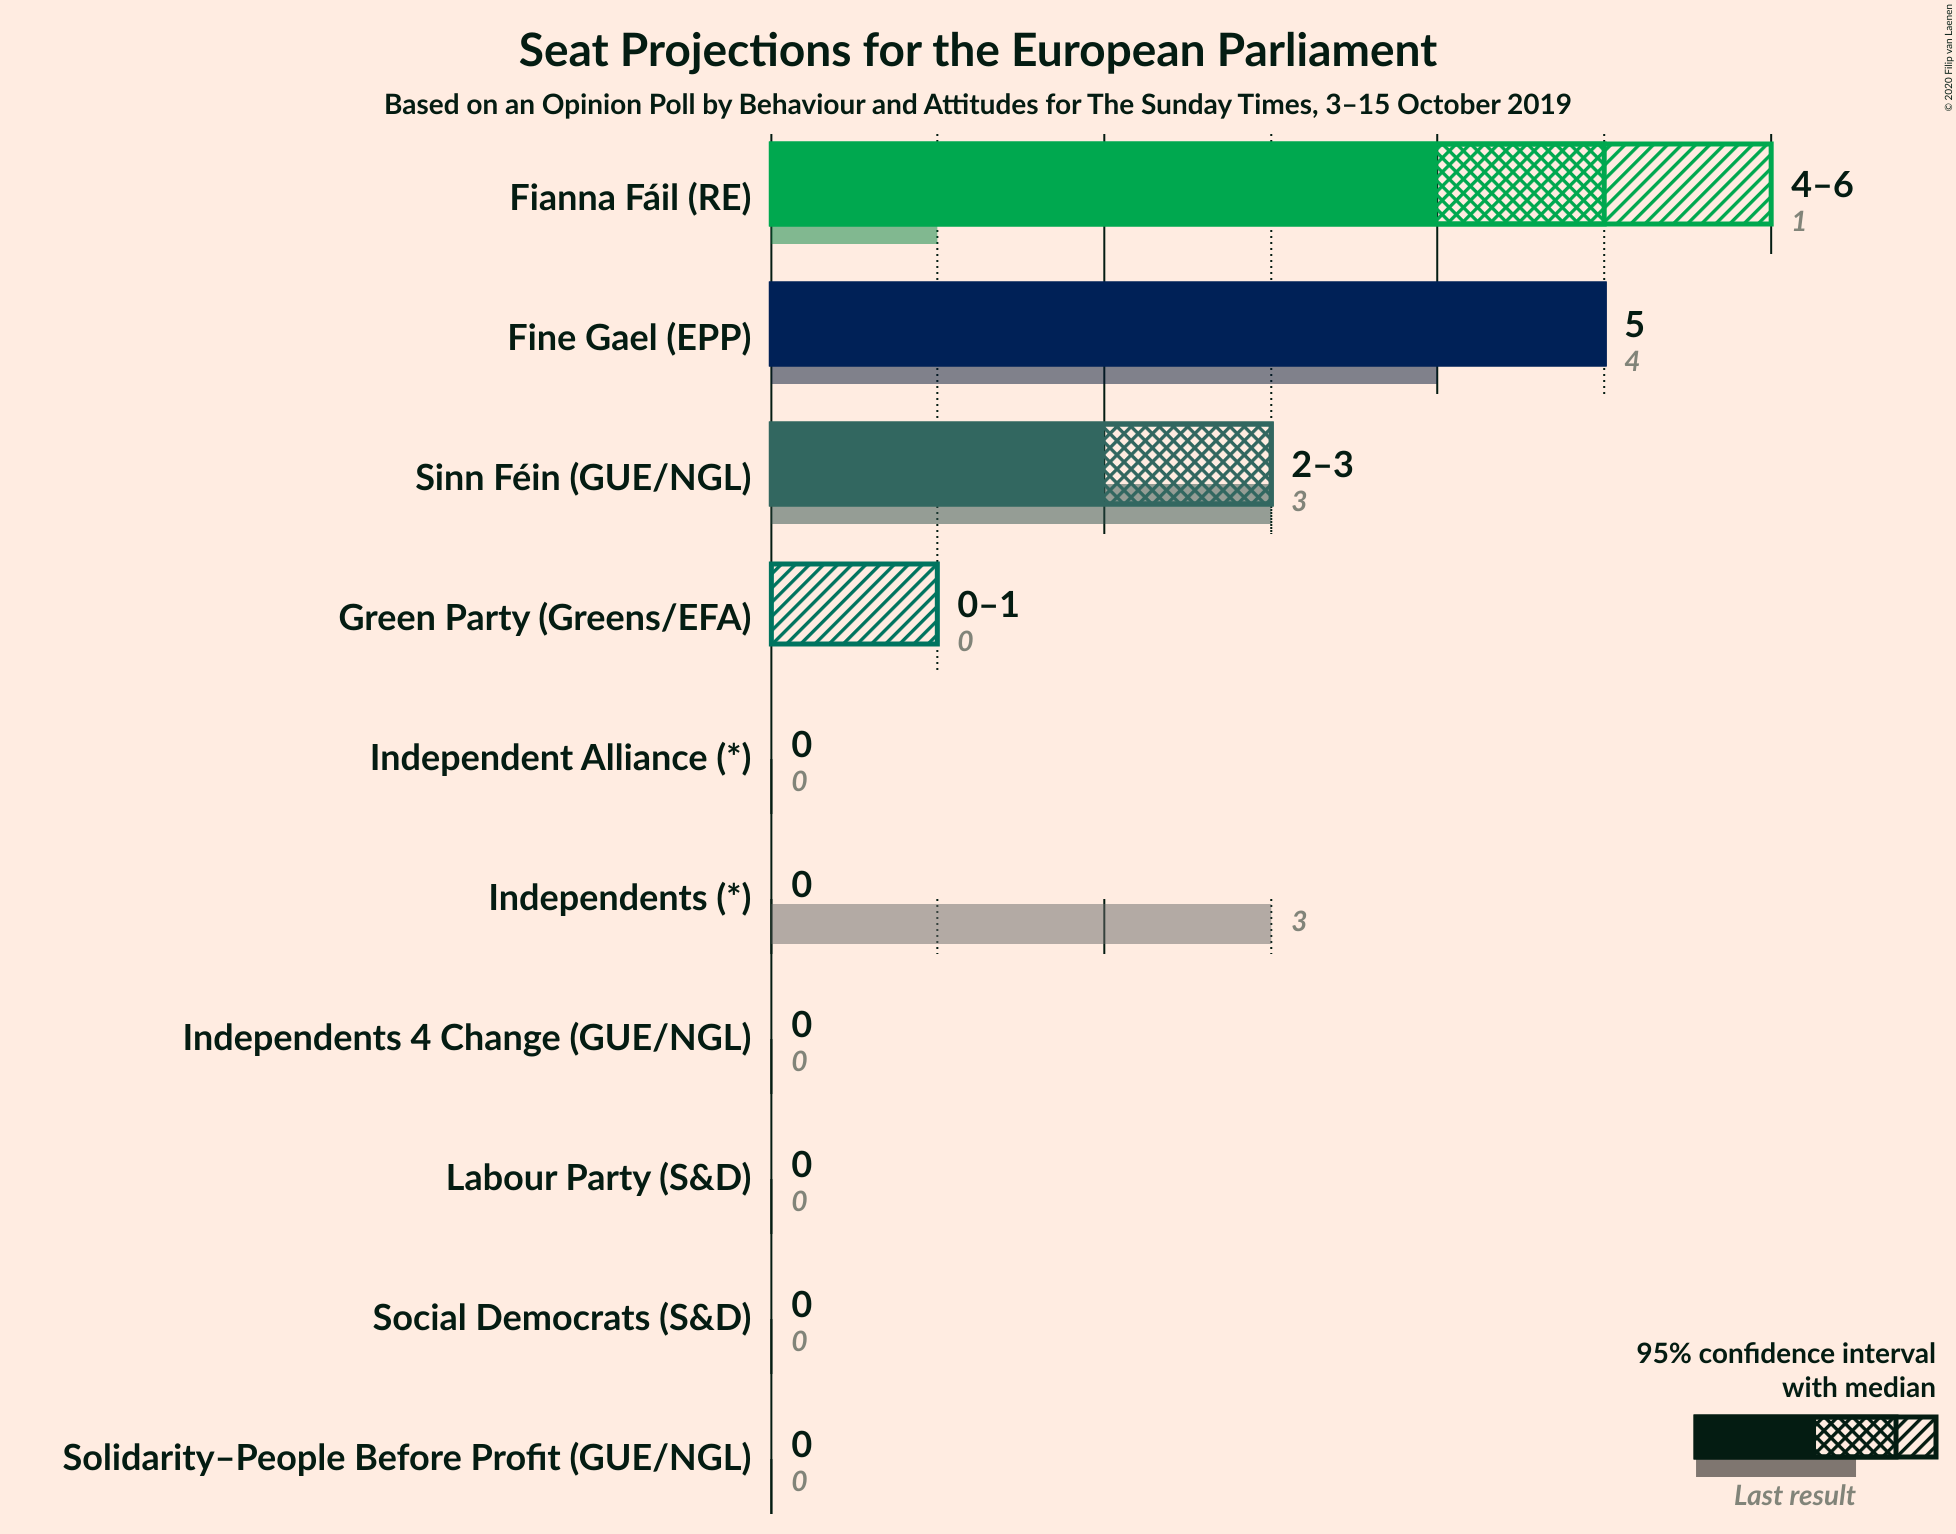 Seat Projections for the European Parliament
Based on an Opinion Poll by Behaviour and Attitudes for The Sunday Times, 3–15 October 2019
© 2020 Filip van Laenen
Fianna Fáil (RE)
4–6
1
Fine Gael (EPP)
5
4
Sinn Féin (GUE/NGL)
2–3
3
Green Party (Greens/EFA)
0–1
0
Independent Alliance (*)
0
0
Independents (*)
0
3
Independents 4 Change (GUE/NGL)
0
0
Labour Party (S&D)
0
0
Social Democrats (S&D)
0
0
Solidarity–People Before Profit (GUE/NGL)
0
0
95% confidence interval
with median
Last result